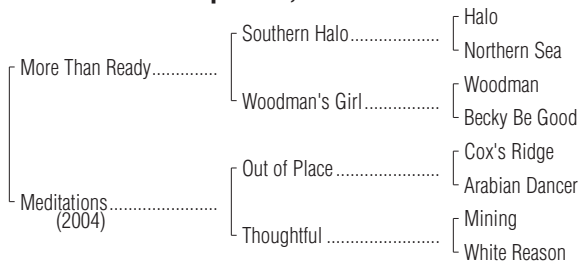 Halo
Southern Halo
Northern Sea
More Than Ready
Woodman
Woodman's Girl
Becky Be Good
Cox's Ridge
Out of Place
Arabian Dancer
Meditations
(2004)
Mining
Thoughtful
White Reason